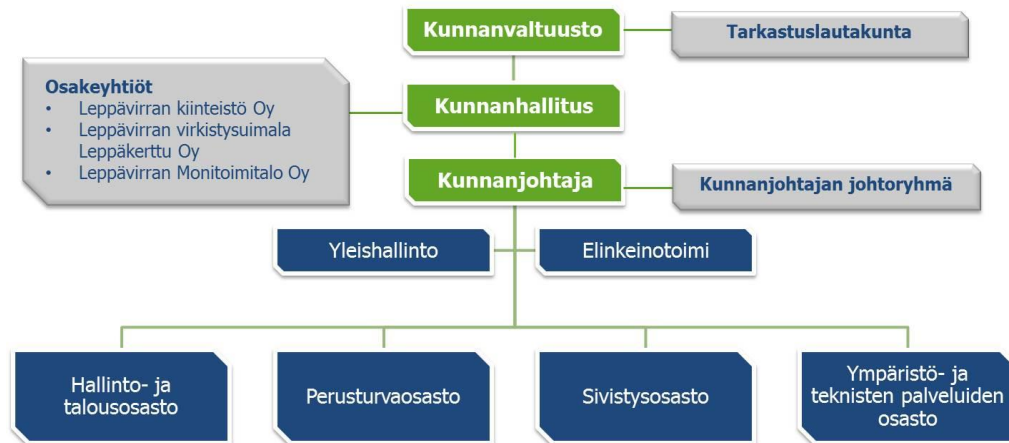 Kunnanvaltuusto
Tarkastuslautakunta
Osakeyhtiöt
• Leppävirran kiinteistö Oy
• Leppävirran virkistysuimala
Leppäkerttu Oy
• Leppävirran Monitoimitalo Oy
Kunnanhallitus
Kunnanjohtaja
Kunnanjohtajan johtoryhmä
Yleishallinto
Elinkeinotoimi
Hallinto- ja
talousosasto
Perusturvaosasto
Sivistysosasto
Ympäristö- ja
teknisten palveluiden
osasto